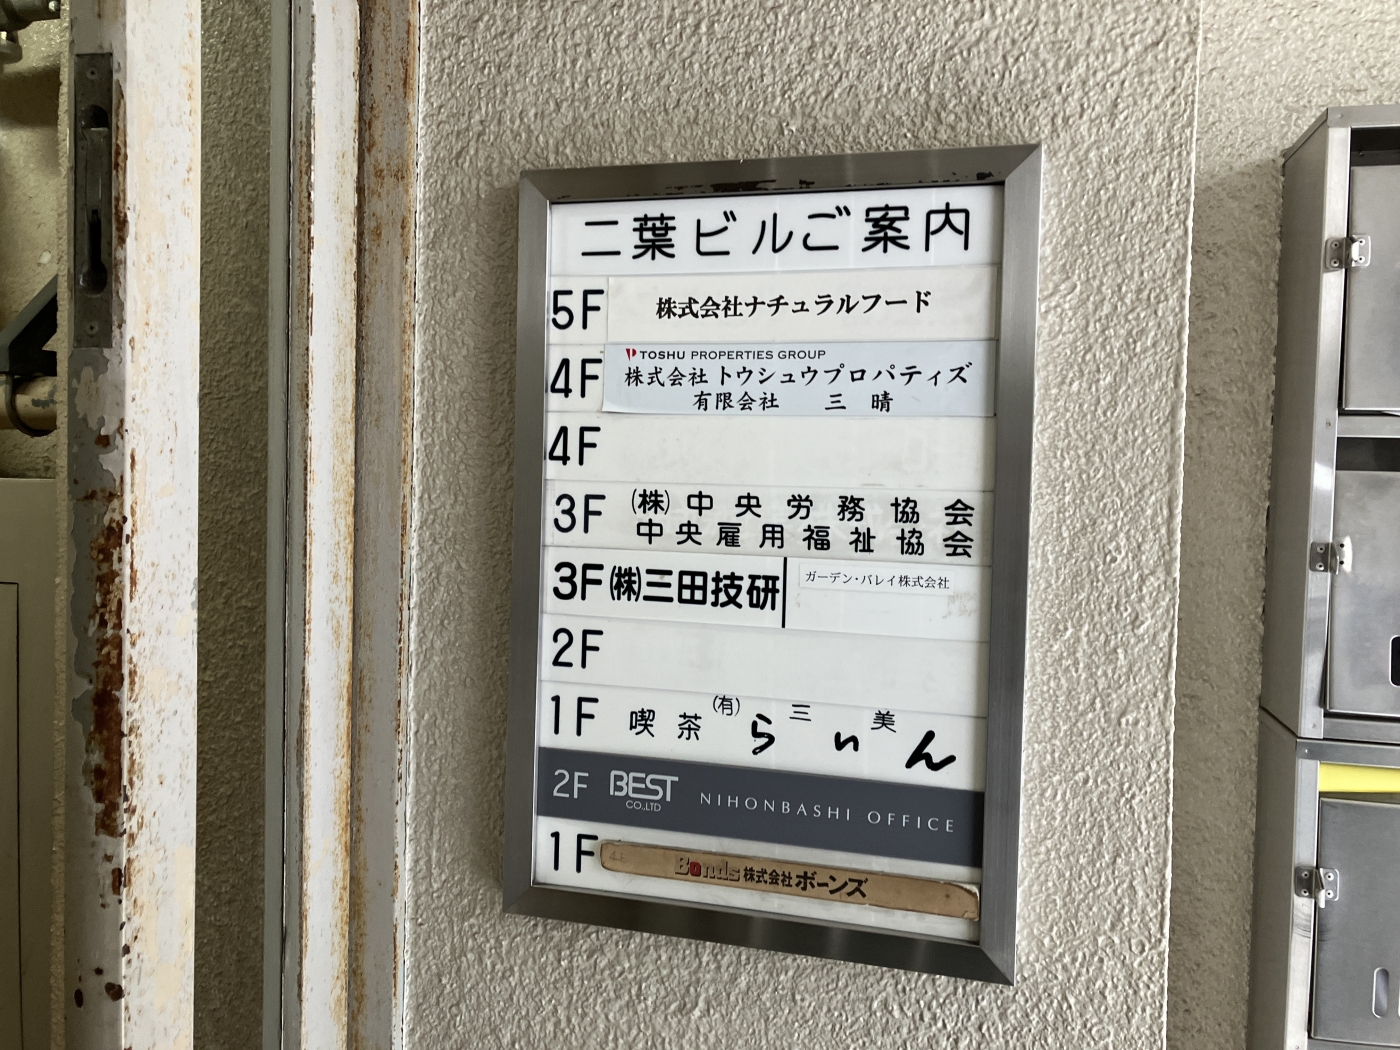 二葉ビルご案内
5F 株式会社ナチュラルフード
TOSHU PROPERTIES GROUP
4F 株式会社トウシュウプロパティズ
有限会社 三晴
4F
3F (株)中央労務協会
中央雇用福祉協会
3F (株)三田技研 ガーデン・バレイ株式会社
2F
1F 喫茶 (有)三美 らいん
2F BEST CO.,LTD NIHONBASHI OFFICE
1F Bonds 株式会社ボーンズ